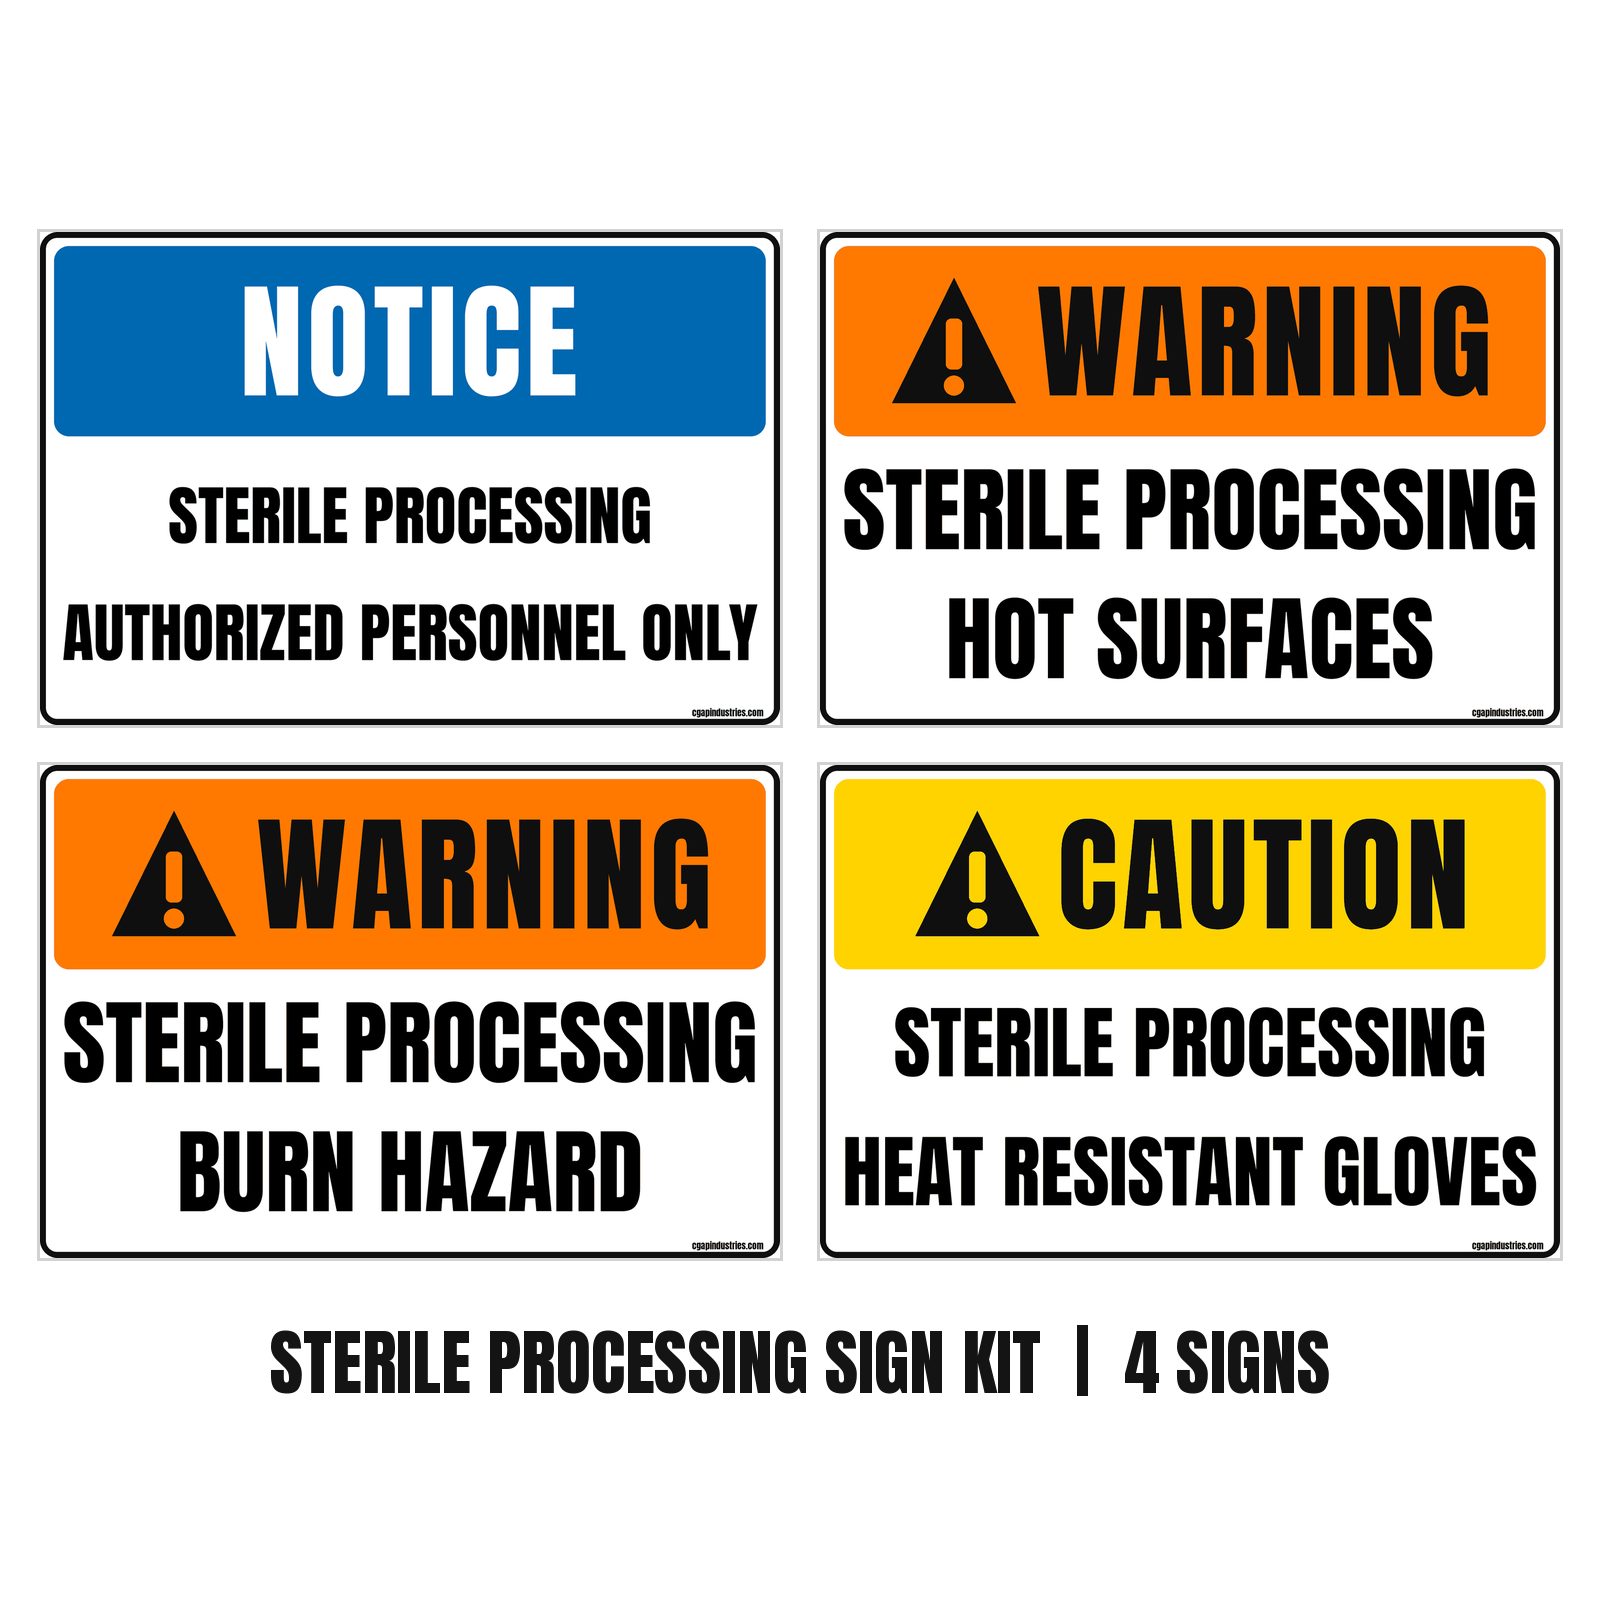 NOTICE
STERILE PROCESSING
AUTHORIZED PERSONNEL ONLY
cgapindustries.com
WARNING
STERILE PROCESSING
HOT SURFACES
cgapindustries.com
WARNING
STERILE PROCESSING
BURN HAZARD
cgapindustries.com
CAUTION
STERILE PROCESSING
HEAT RESISTANT GLOVES
cgapindustries.com
STERILE PROCESSING SIGN KIT | 4 SIGNS